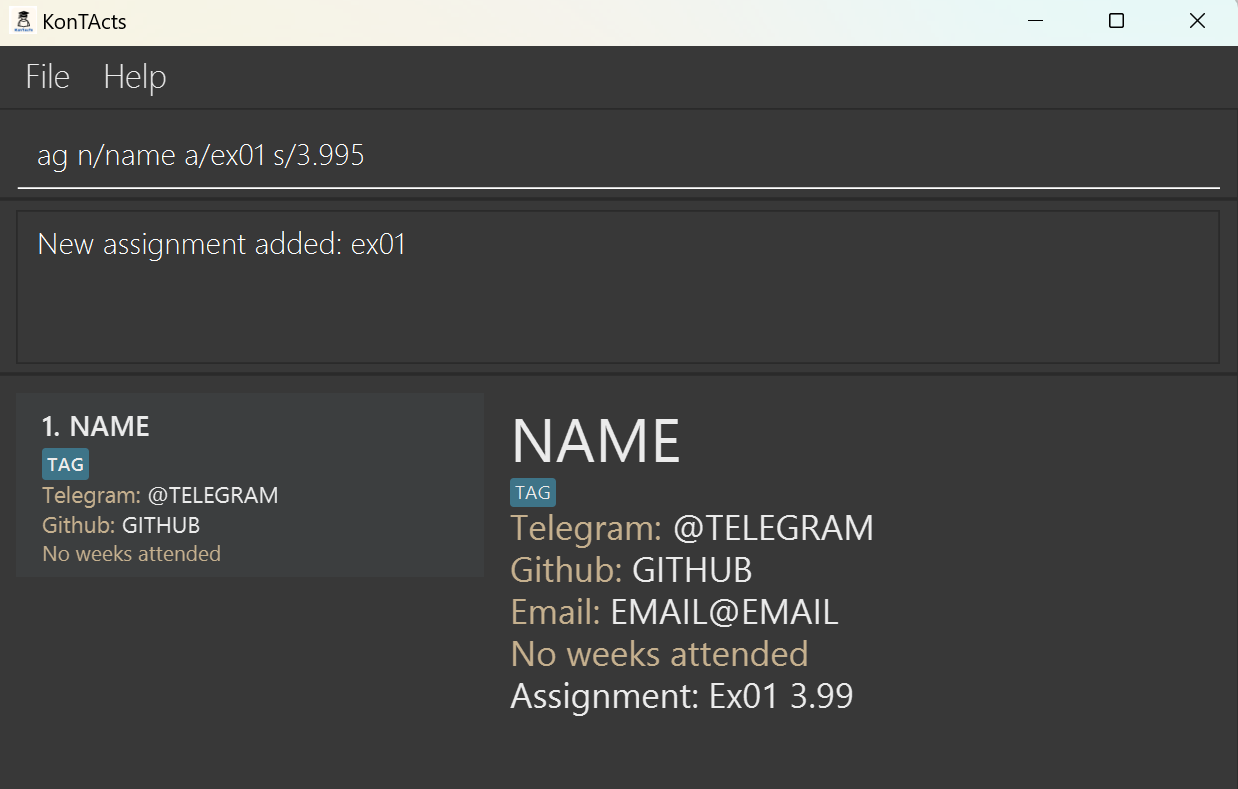 KonTActs
File Help
ag n/name a/ex01 s/3.995
New assignment added: ex01
1. NAME
TAG
Telegram: @TELEGRAM
Github: GITHUB
No weeks attended
NAME
TAG
Telegram: @TELEGRAM
Github: GITHUB
Email: EMAIL@EMAIL
No weeks attended
Assignment: Ex01 3.99